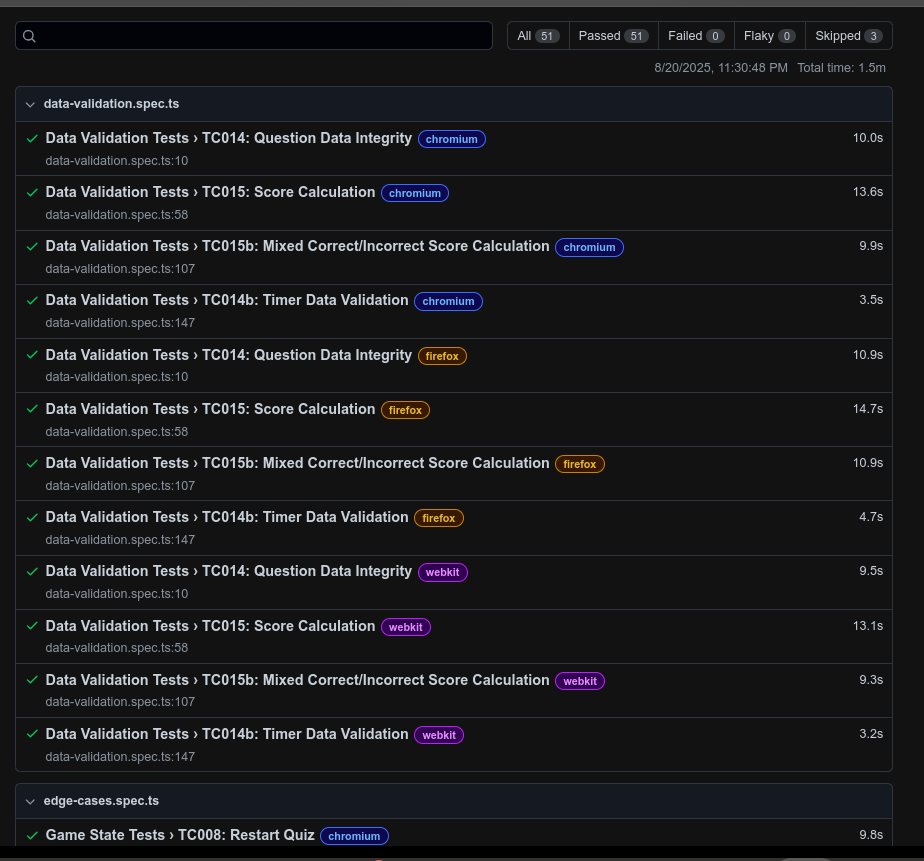 All 51 Passed 51 Failed 0 Flaky 0 Skipped 3
8/20/2025, 11:30:48 PM Total time: 1.5m
data-validation.spec.ts
Data Validation Tests › TC014: Question Data Integrity chromium 10.0s
data-validation.spec.ts:10
Data Validation Tests › TC015: Score Calculation chromium 13.6s
data-validation.spec.ts:58
Data Validation Tests › TC015b: Mixed Correct/Incorrect Score Calculation chromium 9.9s
data-validation.spec.ts:107
Data Validation Tests › TC014b: Timer Data Validation chromium 3.5s
data-validation.spec.ts:147
Data Validation Tests › TC014: Question Data Integrity firefox 10.9s
data-validation.spec.ts:10
Data Validation Tests › TC015: Score Calculation firefox 14.7s
data-validation.spec.ts:58
Data Validation Tests › TC015b: Mixed Correct/Incorrect Score Calculation firefox 10.9s
data-validation.spec.ts:107
Data Validation Tests › TC014b: Timer Data Validation firefox 4.7s
data-validation.spec.ts:147
Data Validation Tests › TC014: Question Data Integrity webkit 9.5s
data-validation.spec.ts:10
Data Validation Tests › TC015: Score Calculation webkit 13.1s
data-validation.spec.ts:58
Data Validation Tests › TC015b: Mixed Correct/Incorrect Score Calculation webkit 9.3s
data-validation.spec.ts:107
Data Validation Tests › TC014b: Timer Data Validation webkit 3.2s
data-validation.spec.ts:147
edge-cases.spec.ts
Game State Tests › TC008: Restart Quiz chromium 9.8s